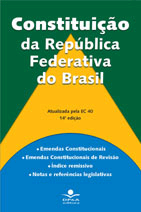 Constituição
da República
Federativa
do Brasil
Atualizada pela EC 40
14ª edição
• Emendas Constitucionais
• Emendas Constitucionais de Revisão
• Índice remissivo
• Notas e referências legislativas
DP&A